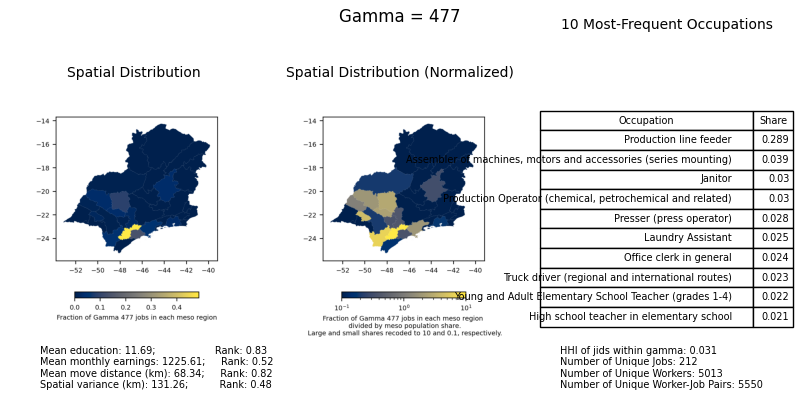 Gamma = 477
10 Most-Frequent Occupations
Spatial Distribution
Spatial Distribution (Normalized)
−14
−16
−18
−20
−22
−24
−52 −50 −48 −46 −44 −42 −40
0.0 0.1 0.2 0.3 0.4
Fraction of Gamma 477 jobs in each meso region
−14
−16
−18
−20
−22
−24
−52 −50 −48 −46 −44 −42 −40
10⁻¹ 10⁰ 10¹
Fraction of Gamma 477 jobs in each meso region
divided by meso population share.
Large and small shares recoded to 10 and 0.1, respectively.
Occupation Share
Production line feeder 0.289
Assembler of machines, motors and accessories (series mounting) 0.039
Janitor 0.03
Production Operator (chemical, petrochemical and related) 0.03
Presser (press operator) 0.028
Laundry Assistant 0.025
Office clerk in general 0.024
Truck driver (regional and international routes) 0.023
Young and Adult Elementary School Teacher (grades 1-4) 0.022
High school teacher in elementary school 0.021
Mean education: 11.69; Rank: 0.83
Mean monthly earnings: 1225.61; Rank: 0.52
Mean move distance (km): 68.34; Rank: 0.82
Spatial variance (km): 131.26; Rank: 0.48
HHI of jids within gamma: 0.031
Number of Unique Jobs: 212
Number of Unique Workers: 5013
Number of Unique Worker-Job Pairs: 5550